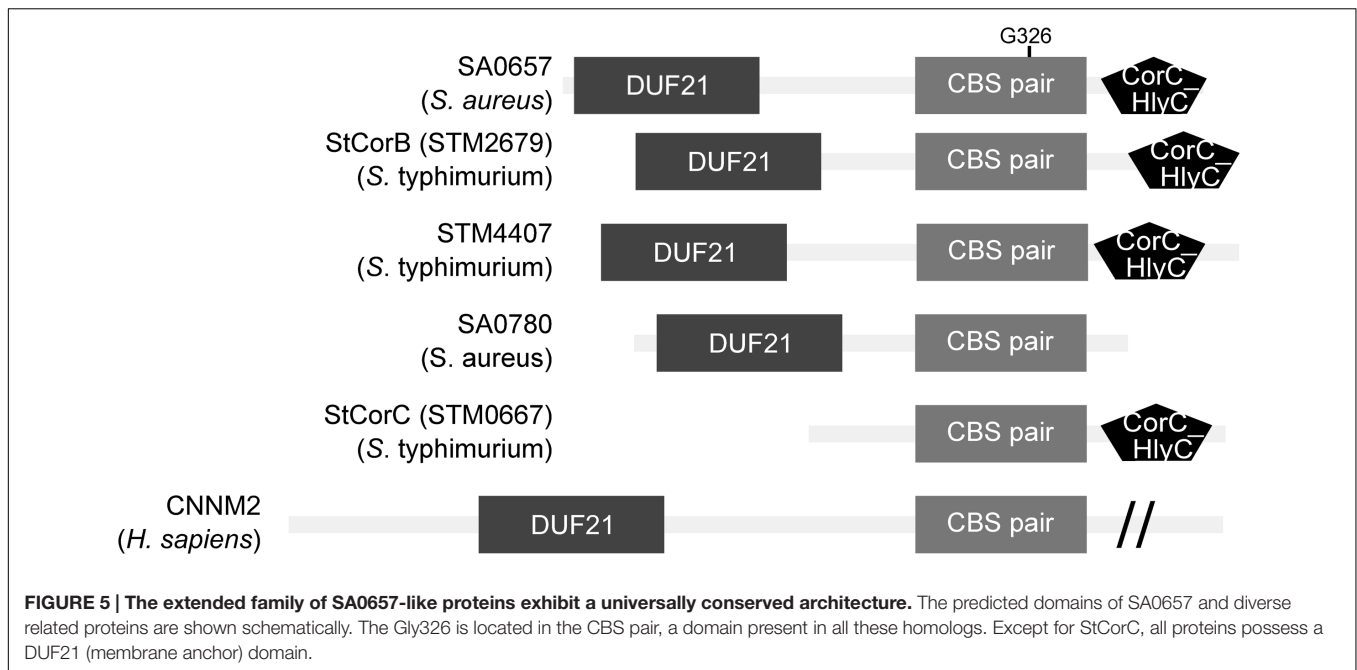 G326
SA0657
(S. aureus)
DUF21
CBS pair
CorC_
HlyC
StCorB (STM2679)
(S. typhimurium)
DUF21
CBS pair
CorC_
HlyC
STM4407
(S. typhimurium)
DUF21
CBS pair
CorC_
HlyC
SA0780
(S. aureus)
DUF21
CBS pair
StCorC (STM0667)
(S. typhimurium)
CBS pair
CorC_
HlyC
CNNM2
(H. sapiens)
DUF21
CBS pair
//
FIGURE 5 | The extended family of SA0657-like proteins exhibit a universally conserved architecture. The predicted domains of SA0657 and diverse
related proteins are shown schematically. The Gly326 is located in the CBS pair, a domain present in all these homologs. Except for StCorC, all proteins possess a
DUF21 (membrane anchor) domain.